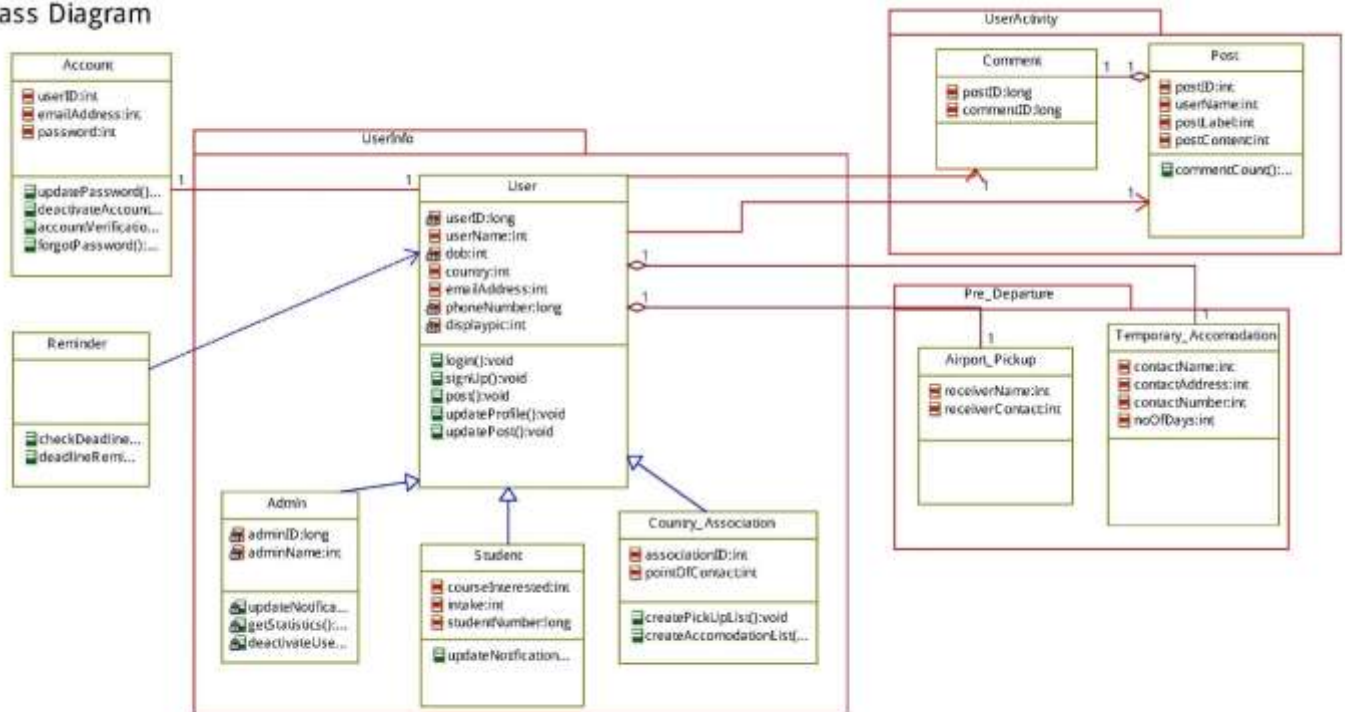 ass Diagram
Account
userID:int
emailAddress:int
password:int
updatePassword()...
deactivateAccount...
accountVerificatio...
forgotPassword():...
1
1
Reminder
checkDeadline...
deadlineRemi...
UserInfo
User
userID:long
userName:int
dob:int
country:int
emailAddress:int
phoneNumber:long
displaypic:int
login():void
signUp():void
post():void
updateProfile():void
updatePost():void
Admin
adminID:long
adminName:int
updateNotifica...
getStatistics():...
deactivateUse...
Student
courseInterested:int
intake:int
studentNumber:long
updateNotification...
Country_Association
associationID:int
pointOfContact:int
createPickUpList():void
createAccomodationList(...
UserActivity
Comment
postID:long
commentID:long
1
1
Post
postID:int
userName:int
postLabel:int
postContent:int
commentCount():...
1
1
1
1
Pre_Departure
Airport_Pickup
receiverName:int
receiverContact:int
1
Temporary_Accomodation
contactName:int
contactAddress:int
contactNumber:int
noOfDays:int
1